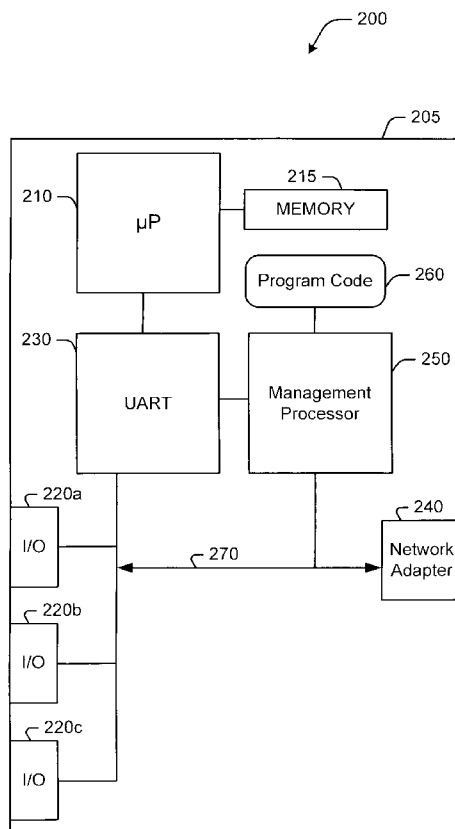 200
205
210
μP
215
MEMORY
Program Code
260
230
UART
250
Management
Processor
220a
I/O
270
240
Network
Adapter
220b
I/O
220c
I/O